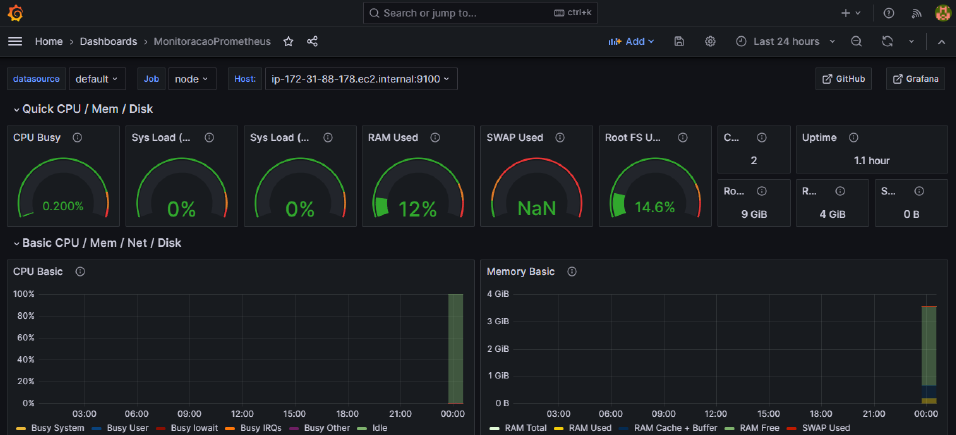 Search or jump to...
ctrl+k
Home > Dashboards > MonitoracaoPrometheus
Add
Last 24 hours
datasource default Job node Host: ip-172-31-88-178.ec2.internal:9100
GitHub
Grafana
Quick CPU / Mem / Disk
CPU Busy
0.200%
Sys Load (...
0%
Sys Load (...
0%
RAM Used
12%
SWAP Used
NaN
Root FS U...
14.6%
C...
2
Uptime
1.1 hour
Ro...
9 GiB
R...
4 GiB
S...
0 B
Basic CPU / Mem / Net / Disk
CPU Basic
100%
80%
60%
40%
20%
0%
03:00 06:00 09:00 12:00 15:00 18:00 21:00 00:00
Busy System Busy User Busy Iowait Busy IRQs Busy Other Idle
Memory Basic
4 GiB
3 GiB
2 GiB
1 GiB
0 B
03:00 06:00 09:00 12:00 15:00 18:00 21:00 00:00
RAM Total RAM Used RAM Cache + Buffer RAM Free SWAP Used